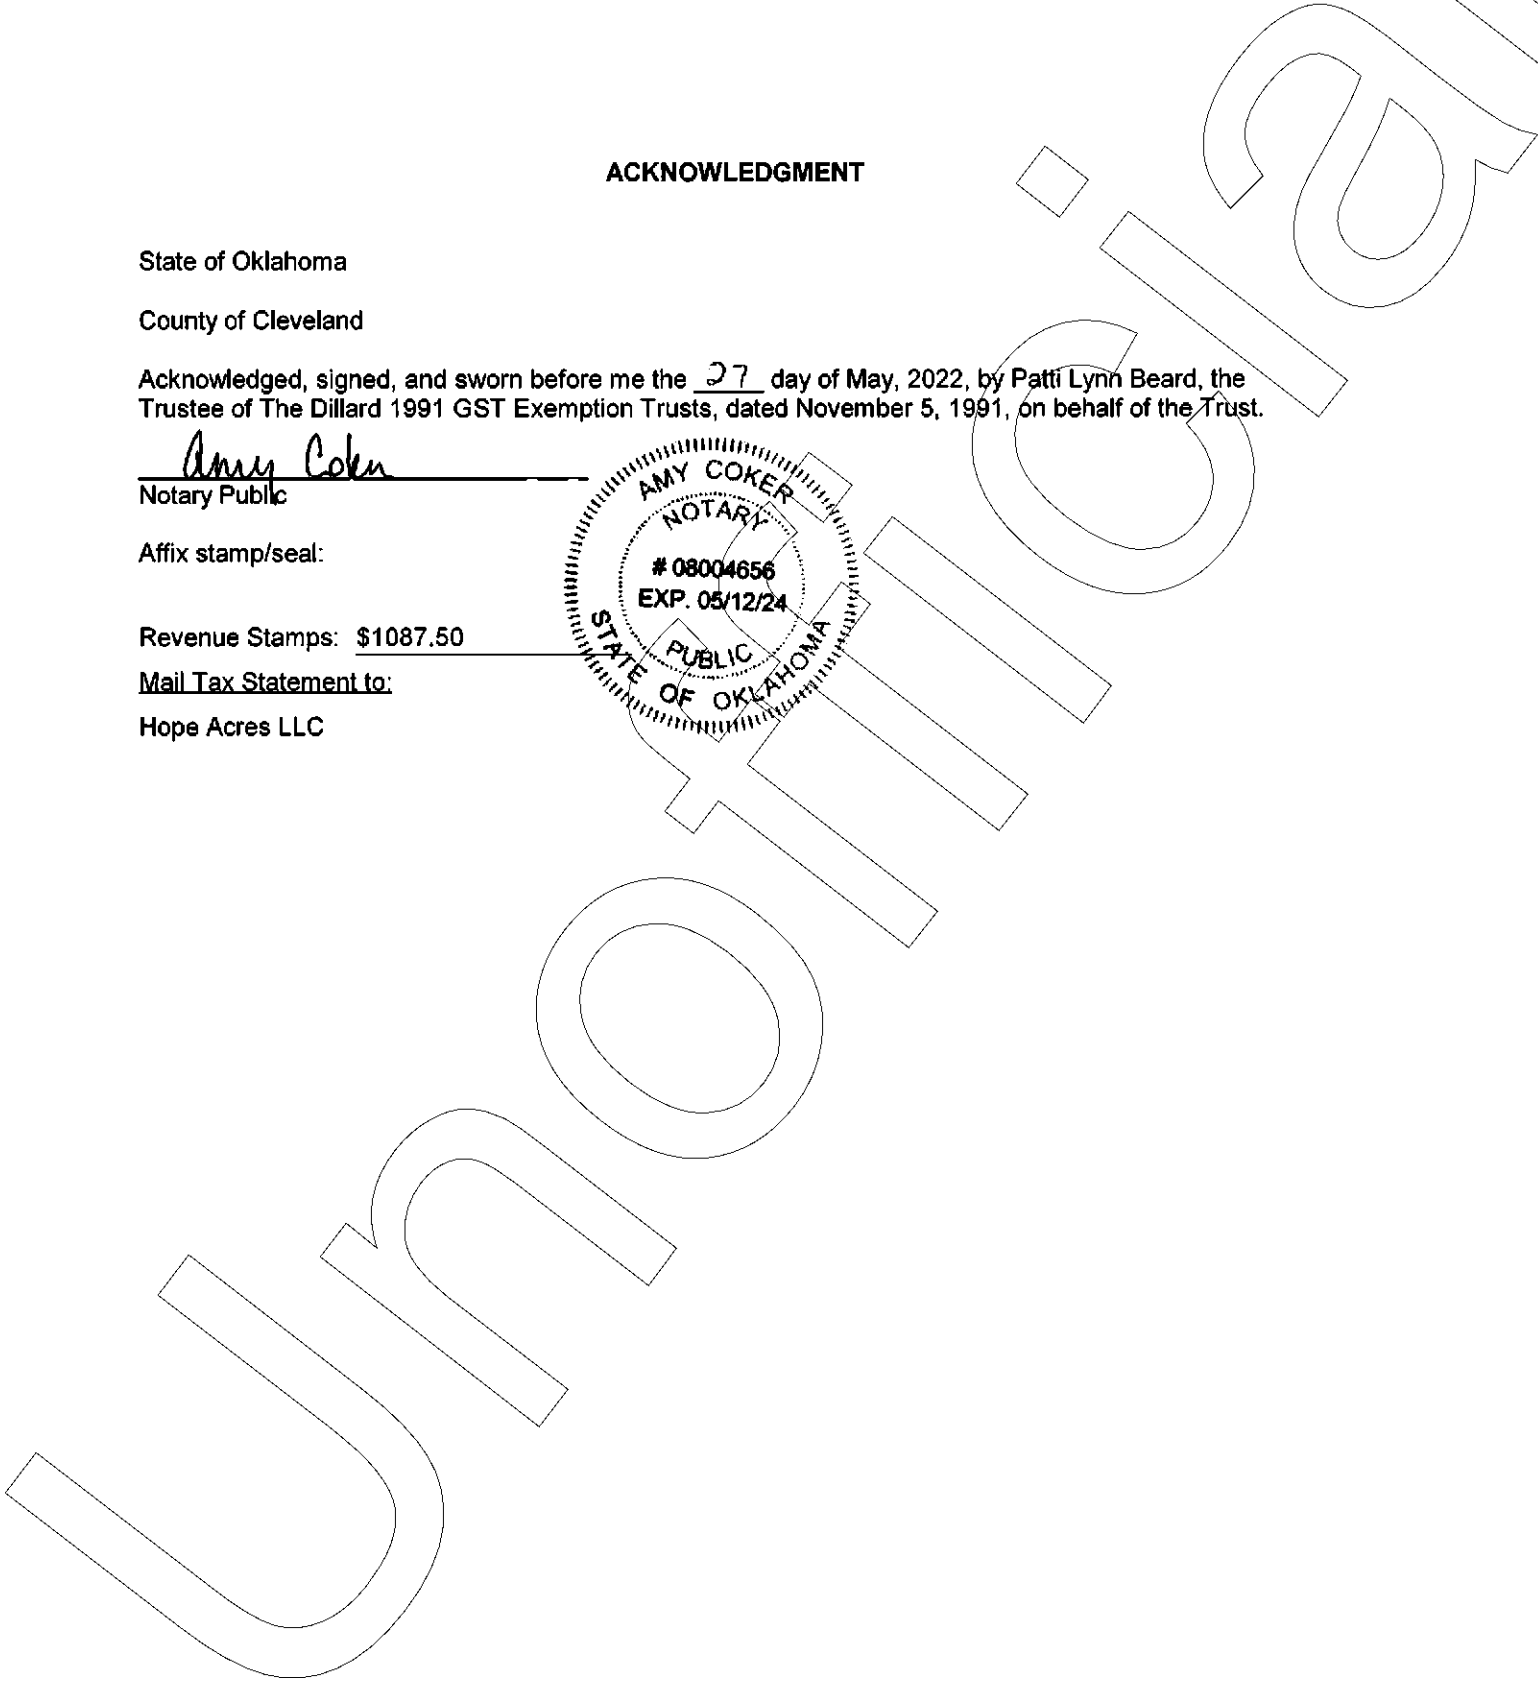 ACKNOWLEDGMENT
State of Oklahoma
County of Cleveland
Acknowledged, signed, and sworn before me the 27 day of May, 2022, by Patti Lynn Beard, the
Trustee of The Dillard 1991 GST Exemption Trusts, dated November 5, 1991, on behalf of the Trust.
Amy Coker
Notary Public
AMY COKER
NOTARY
# 08004656
EXP. 05/12/24
PUBLIC
STATE OF OKLAHOMA
Affix stamp/seal:
Revenue Stamps: $1087.50
Mail Tax Statement to:
Hope Acres LLC
Unofficial